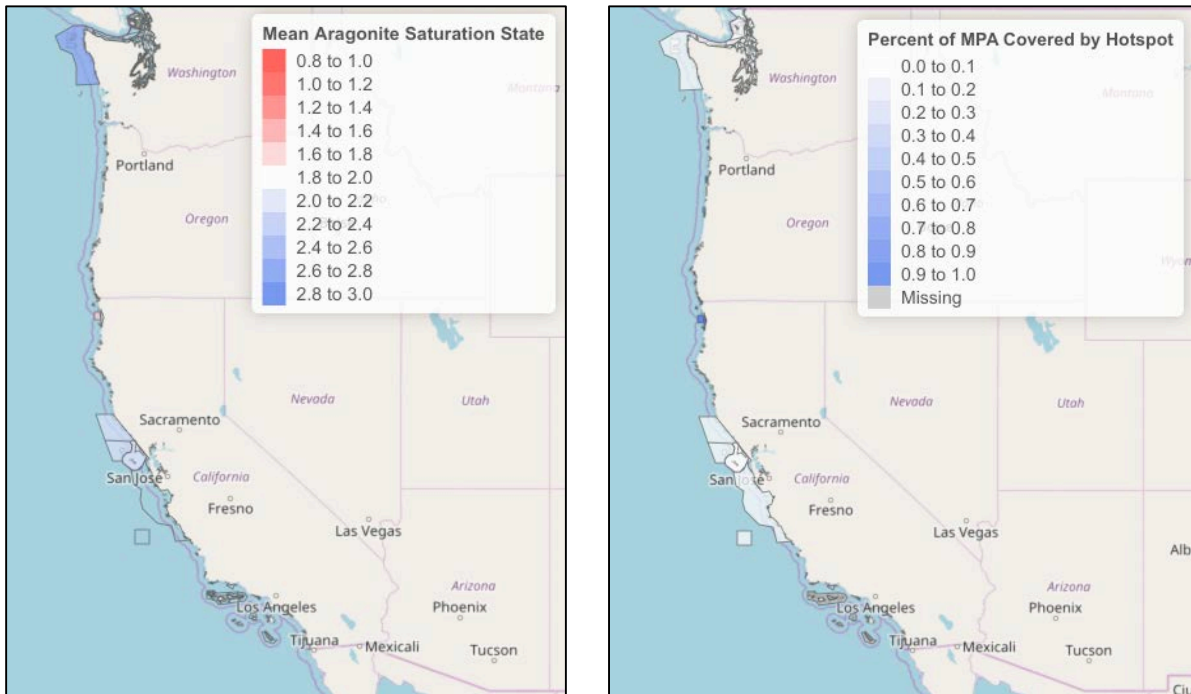 Mean Aragonite Saturation State
0.8 to 1.0
1.0 to 1.2
1.2 to 1.4
1.4 to 1.6
1.6 to 1.8
1.8 to 2.0
2.0 to 2.2
2.2 to 2.4
2.4 to 2.6
2.6 to 2.8
2.8 to 3.0
Washington
Portland
Oregon
Sacramento
Nevada
Utah
San José
California
Fresno
Las Vegas
Arizona
Los Angeles
Phoenix
Tijuana
Mexicali
Tucson
Percent of MPA Covered by Hotspot
0.0 to 0.1
0.1 to 0.2
0.2 to 0.3
0.3 to 0.4
0.4 to 0.5
0.5 to 0.6
0.6 to 0.7
0.7 to 0.8
0.8 to 0.9
0.9 to 1.0
Missing
Washington
Montana
Portland
Oregon
Sacramento
Nevada
Utah
San José
California
Fresno
Las Vegas
Alb
Arizona
Los Angeles
Phoenix
Tijuana
Mexicali
Tucson